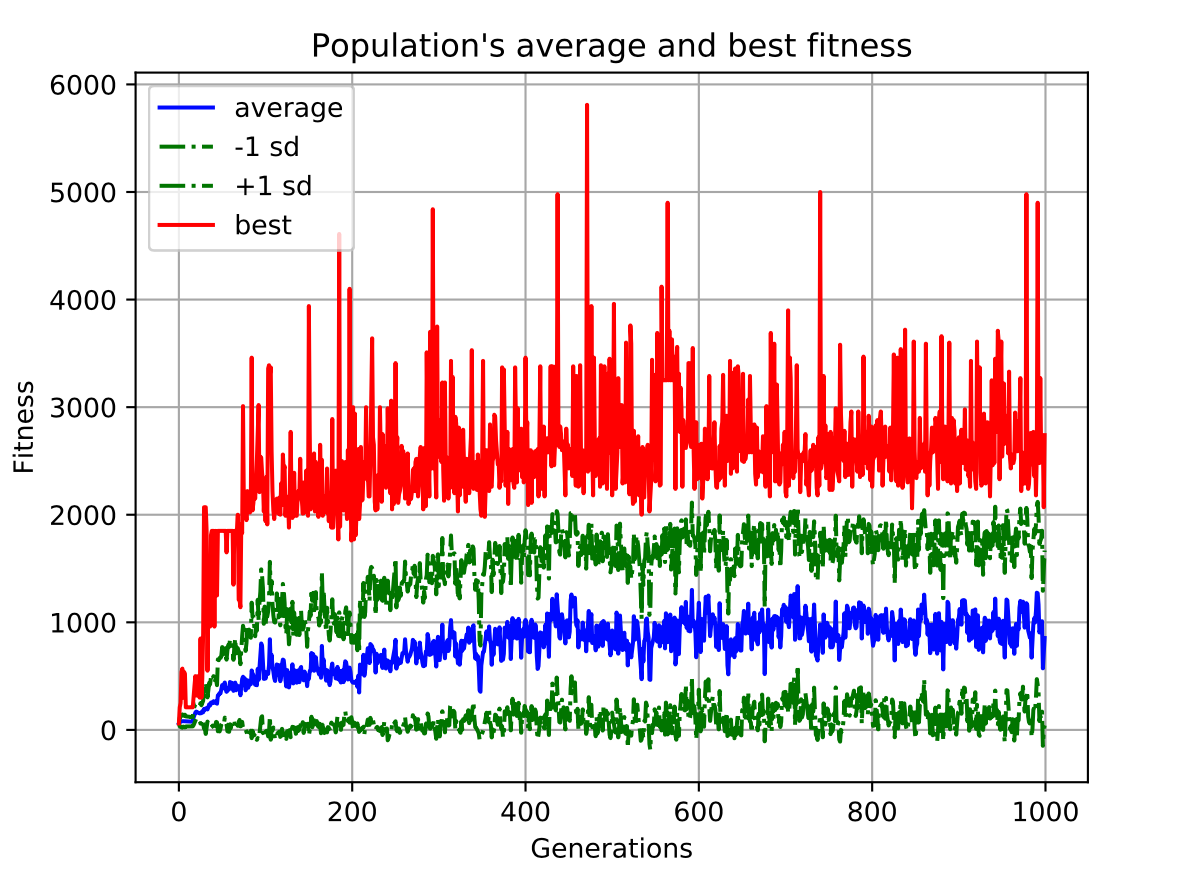 Population's average and best fitness
6000
5000
4000
3000
2000
1000
0
Fitness
average
-1 sd
+1 sd
best
0 200 400 600 800 1000
Generations